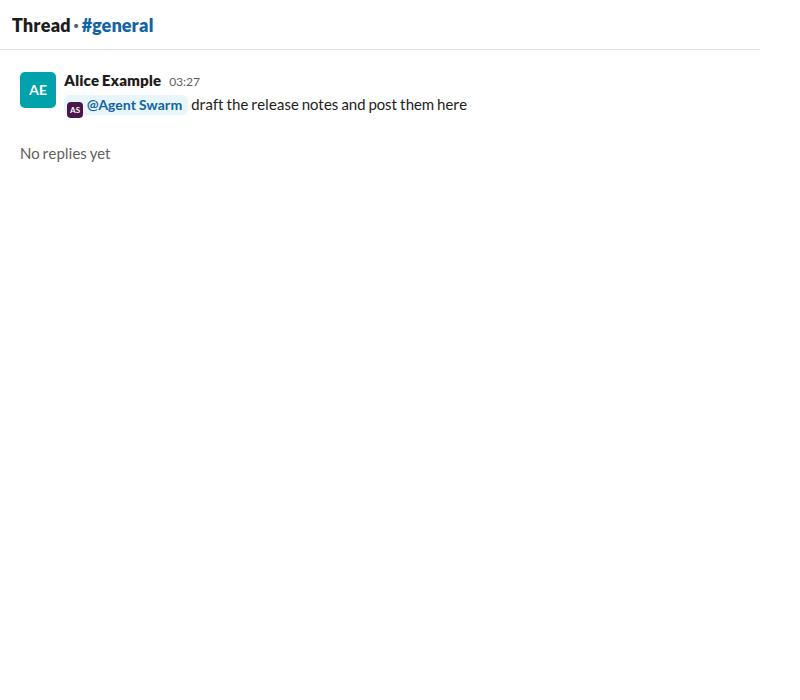 Thread • #general
AE
Alice Example 03:27
AS @Agent Swarm draft the release notes and post them here
No replies yet